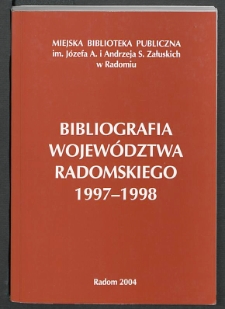 MIEJSKA BIBLIOTEKA PUBLICZNA
im. Józefa A. i Andrzeja S. Załuskich
w Radomiu
BIBLIOGRAFIA
WOJEWÓDZTWA
RADOMSKIEGO
1997–1998
Radom 2004